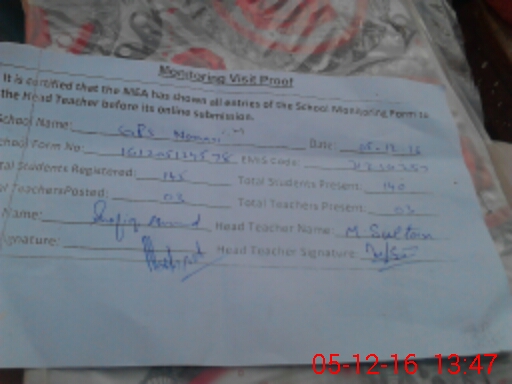 Monitoring Visit Proof
It is certified that the MEA has shown all entries of the School Monitoring Form to
the Head Teacher before its online submission.
School Name: GPS Date: 05-12-16
School Form No: EMIS Code:
Total Students Registered: 145 Total Students Present: 140
Total Teachers Posted: 03 Total Teachers Present: 03
Name: Head Teacher Name: M Sultan
Signature: Head Teacher Signature:
05-12-16 13:47